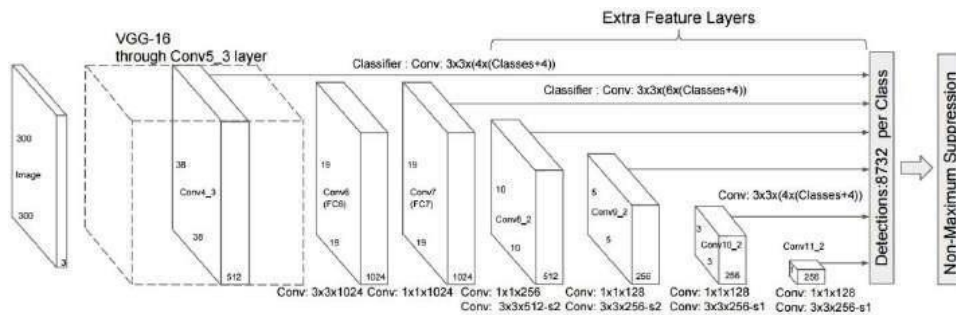 Extra Feature Layers
VGG-16
through Conv5_3 layer
Classifier : Conv: 3x3x(4x(Classes+4))
Classifier : Conv: 3x3x(6x(Classes+4))
Conv: 3x3x(4x(Classes+4))
300
Image
300
3
38
Conv4_3
38
512
19
Conv6
(FC6)
19
1024
19
Conv7
(FC7)
19
1024
10
Conv8_2
10
512
5
Conv9_2
5
256
3
Conv10_2
3
256
Conv11_2
256
Conv: 3x3x1024
Conv: 1x1x1024
Conv: 1x1x256
Conv: 3x3x512-s2
Conv: 1x1x128
Conv: 3x3x256-s2
Conv: 1x1x128
Conv: 3x3x256-s1
Conv: 1x1x128
Conv: 3x3x256-s1
Detections:8732 per Class
Non-Maximum Suppression